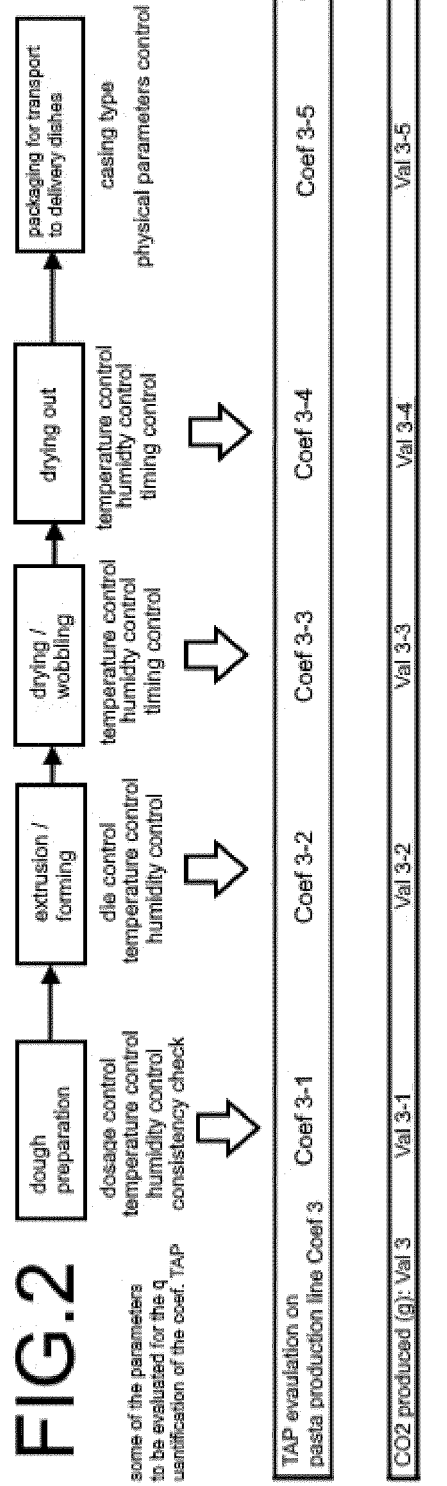 FIG.2
dough
preparation
extrusion /
forming
drying /
wobbling
drying out
packaging for transport
to delivery dishes
some of the parameters
to be evaluated for the q
uantification of the coef. TAP
dosage control
temperature control
humidity control
consistency check
die control
temperature control
humidity control
temperature control
humidty control
timing control
temperature control
humidty control
timing control
casing type
physical parameters control
TAP evaulation on
pasta production line Coef 3
Coef 3-1
Coef 3-2
Coef 3-3
Coef 3-4
Coef 3-5
CO2 produced (g): Val 3
Val 3-1
Val 3-2
Val 3-3
Val 3-4
Val 3-5